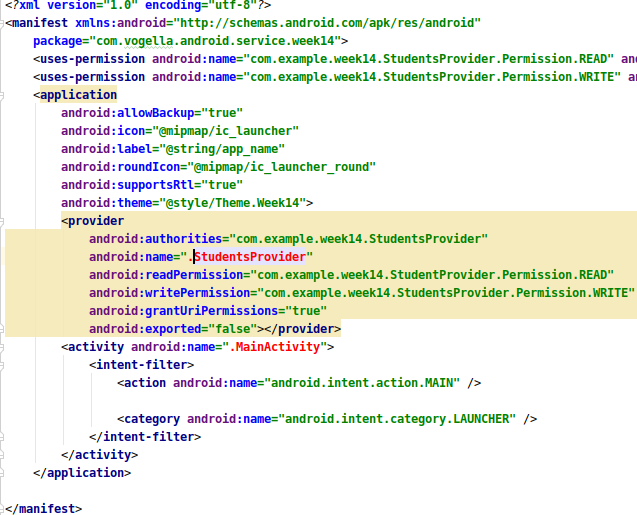 <?xml version="1.0" encoding="utf-8"?>
<manifest xmlns:android="http://schemas.android.com/apk/res/android"
    package="com.vogella.android.service.week14">
    <uses-permission android:name="com.example.week14.StudentsProvider.Permission.READ" and
    <uses-permission android:name="com.example.week14.StudentsProvider.Permission.WRITE" an
    <application
        android:allowBackup="true"
        android:icon="@mipmap/ic_launcher"
        android:label="@string/app_name"
        android:roundIcon="@mipmap/ic_launcher_round"
        android:supportsRtl="true"
        android:theme="@style/Theme.Week14">
        <provider
            android:authorities="com.example.week14.StudentsProvider"
            android:name=".StudentsProvider"
            android:readPermission="com.example.week14.StudentsProvider.Permission.READ"
            android:writePermission="com.example.week14.StudentsProvider.Permission.WRITE"
            android:grantUriPermissions="true"
            android:exported="false"></provider>
        <activity android:name=".MainActivity">
            <intent-filter>
                <action android:name="android.intent.action.MAIN" />

                <category android:name="android.intent.category.LAUNCHER" />
            </intent-filter>
        </activity>
    </application>

</manifest>